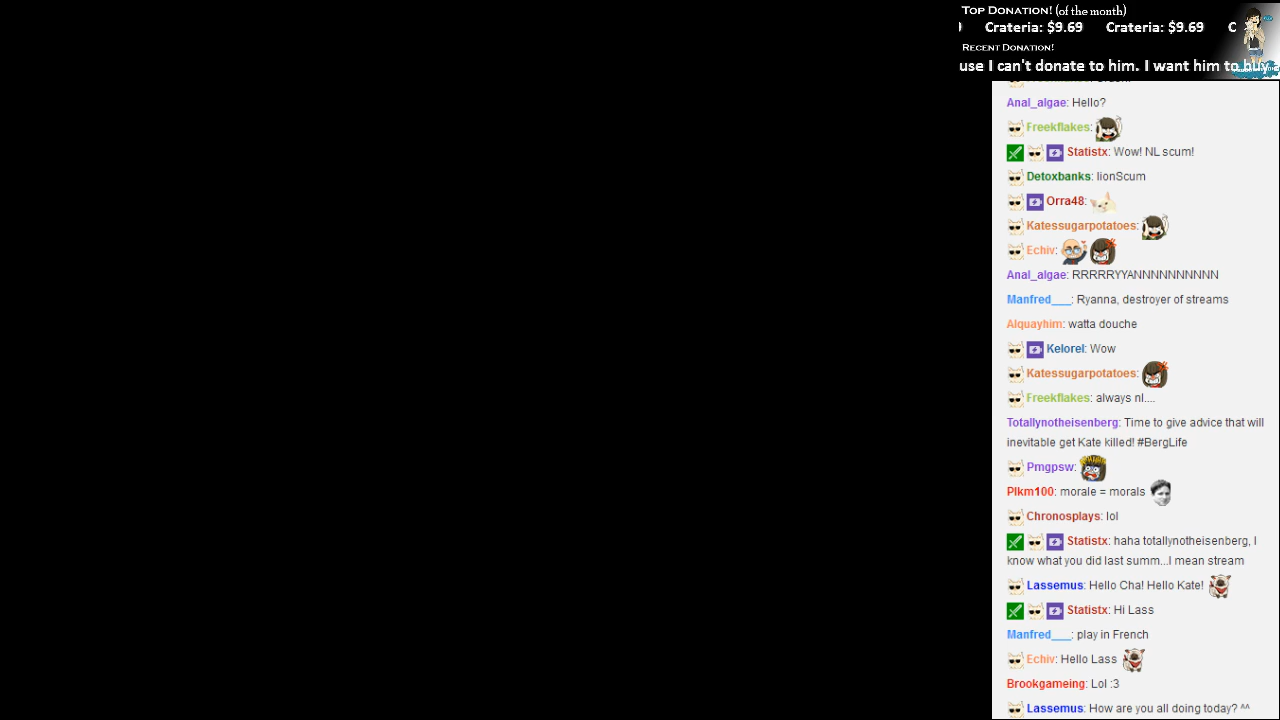 Top Donation! (of the month)
Crateria: $9.69 Crateria: $9.69 C
Recent Donation!
use I can't donate to him. I want him to buy
Anal_algae: Hello?
Freekflakes:
Statistx: Wow! NL scum!
Detoxbanks: lionScum
Orra48:
Katessugarpotatoes:
Echiv:
Anal_algae: RRRRRYYANNNNNNNNNN
Manfred___: Ryanna, destroyer of streams
Alquayhim: watta douche
Kelorel: Wow
Katessugarpotatoes:
Freekflakes: always nl....
Totallynotheisenberg: Time to give advice that will
inevitable get Kate killed! #BergLife
Pmgpsw:
Plkm100: morale = morals
Chronosplays: lol
Statistx: haha totallynotheisenberg, I
know what you did last summ...I mean stream
Lassemus: Hello Cha! Hello Kate!
Statistx: Hi Lass
Manfred___: play in French
Echiv: Hello Lass
Brookgameing: Lol :3
Lassemus: How are you all doing today? ^^